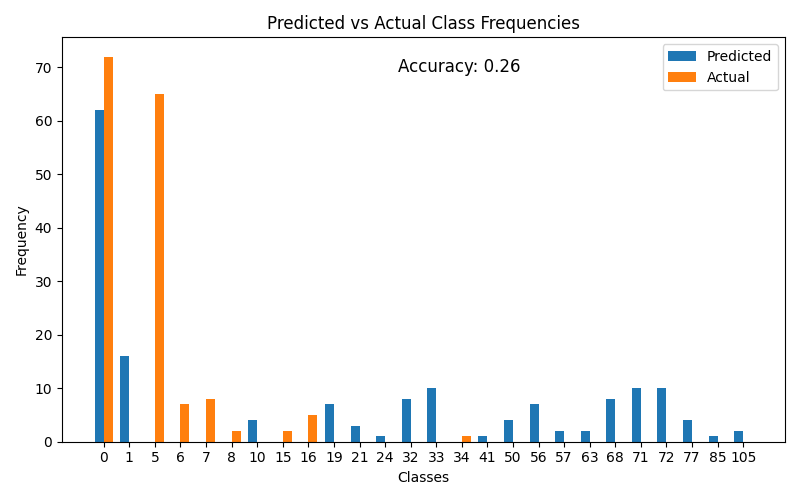 Predicted vs Actual Class Frequencies
Accuracy: 0.26
Predicted
Actual
Frequency
70
60
50
40
30
20
10
0
0 1 5 6 7 8 10 15 16 19 21 24 32 33 34 41 50 56 57 63 68 71 72 77 85 105
Classes